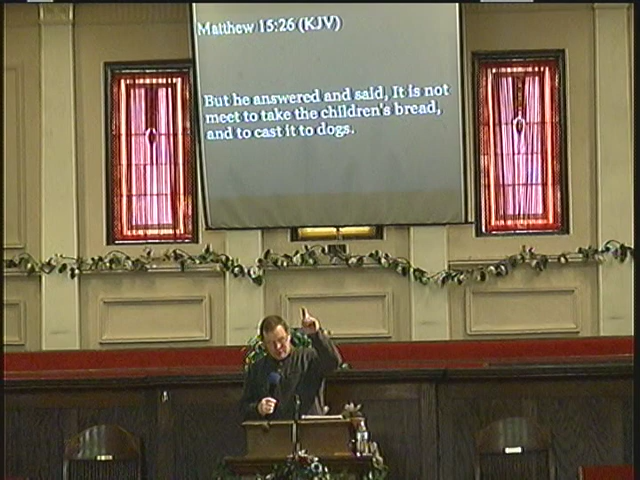 Matthew 15:26 (KJV)
But he answered and said, It is not
meet to take the children's bread,
and to cast it to dogs.